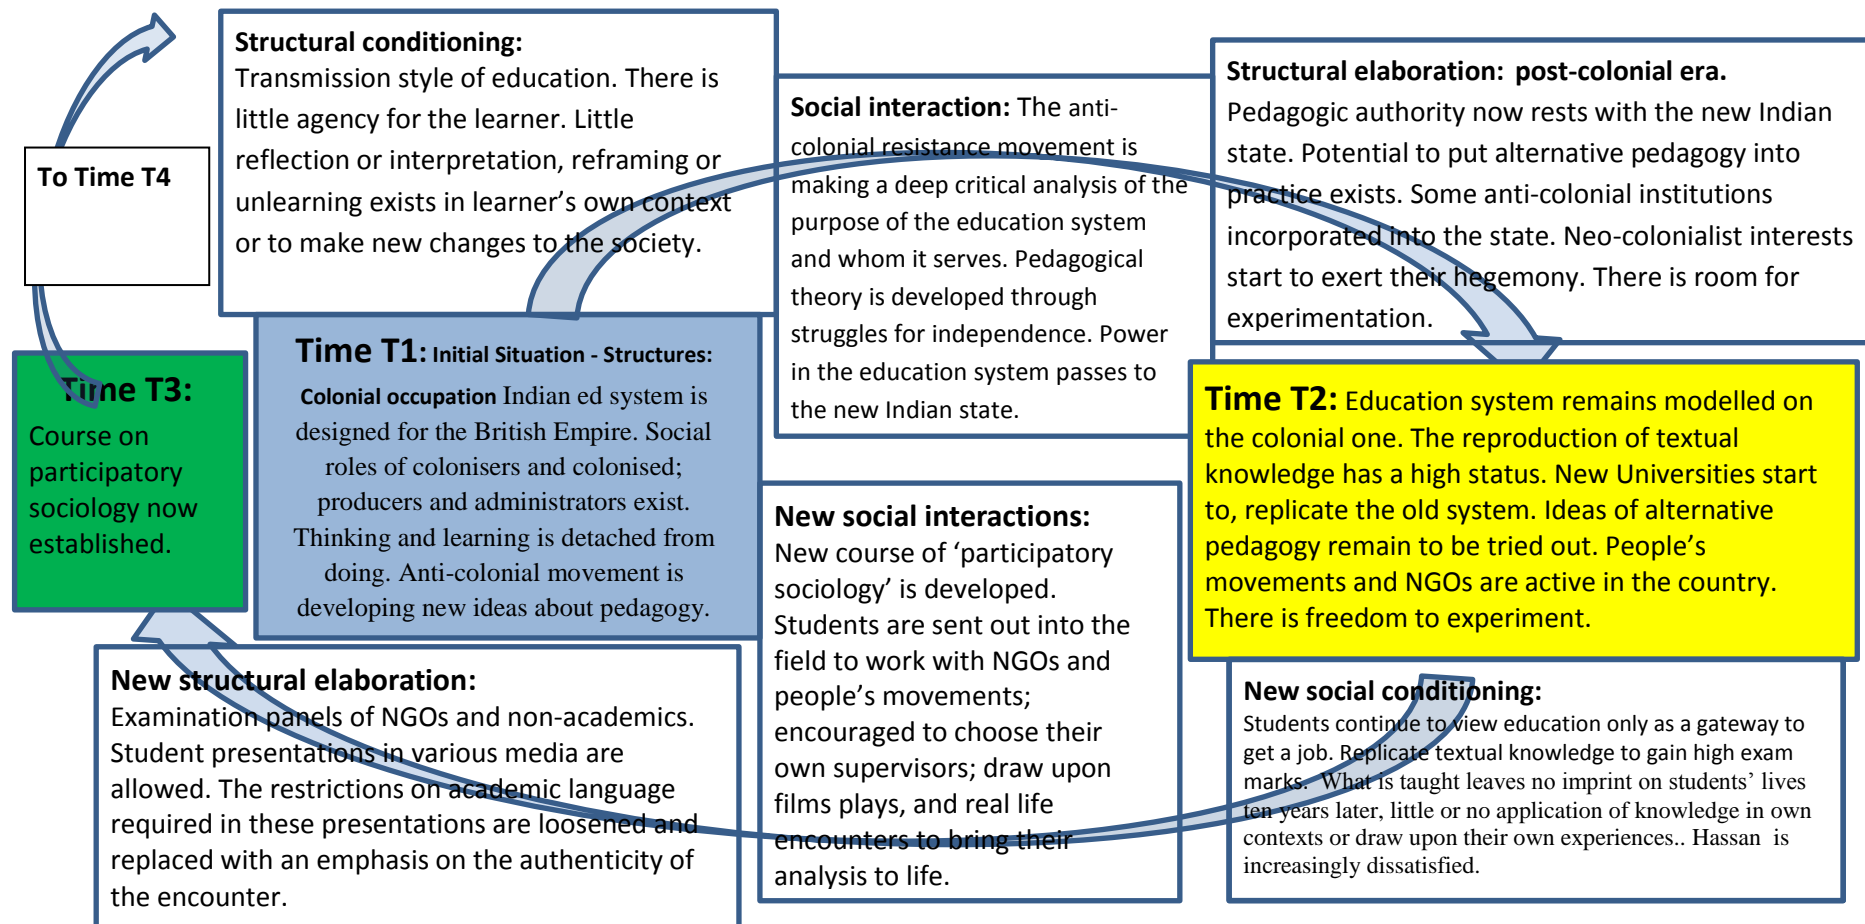 Structural conditioning:
Transmission style of education. There is
little agency for the learner. Little
reflection or interpretation, reframing or
unlearning exists in learner's own context
or to make new changes to the society.
Social interaction: The anti-
colonial resistance movement is
making a deep critical analysis of the
purpose of the education system
and whom it serves. Pedagogical
theory is developed through
struggles for independence. Power
in the education system passes to
the new Indian state.
Structural elaboration: post-colonial era.
Pedagogic authority now rests with the new Indian
state. Potential to put alternative pedagogy into
practice exists. Some anti-colonial institutions
incorporated into the state. Neo-colonialist interests
start to exert their hegemony. There is room for
experimentation.
To Time T4
Time T3:
Course on
participatory
sociology now
established.
Time T1: Initial Situation - Structures:
Colonial occupation Indian ed system is
designed for the British Empire. Social
roles of colonisers and colonised;
producers and administrators exist.
Thinking and learning is detached from
doing. Anti-colonial movement is
developing new ideas about pedagogy.
Time T2: Education system remains modelled on
the colonial one. The reproduction of textual
knowledge has a high status. New Universities start
to, replicate the old system. Ideas of alternative
pedagogy remain to be tried out. People's
movements and NGOs are active in the country.
There is freedom to experiment.
New structural elaboration:
Examination panels of NGOs and non-academics.
Student presentations in various media are
allowed. The restrictions on academic language
required in these presentations are loosened and
replaced with an emphasis on the authenticity of
the encounter.
New social interactions:
New course of 'participatory
sociology' is developed.
Students are sent out into the
field to work with NGOs and
people's movements;
encouraged to choose their
own supervisors; draw upon
films plays, and real life
encounters to bring their
analysis to life.
New social conditioning:
Students continue to view education only as a gateway to
get a job. Replicate textual knowledge to gain high exam
marks. What is taught leaves no imprint on students' lives
ten years later, little or no application of knowledge in own
contexts or draw upon their own experiences.. Hassan is
increasingly dissatisfied.